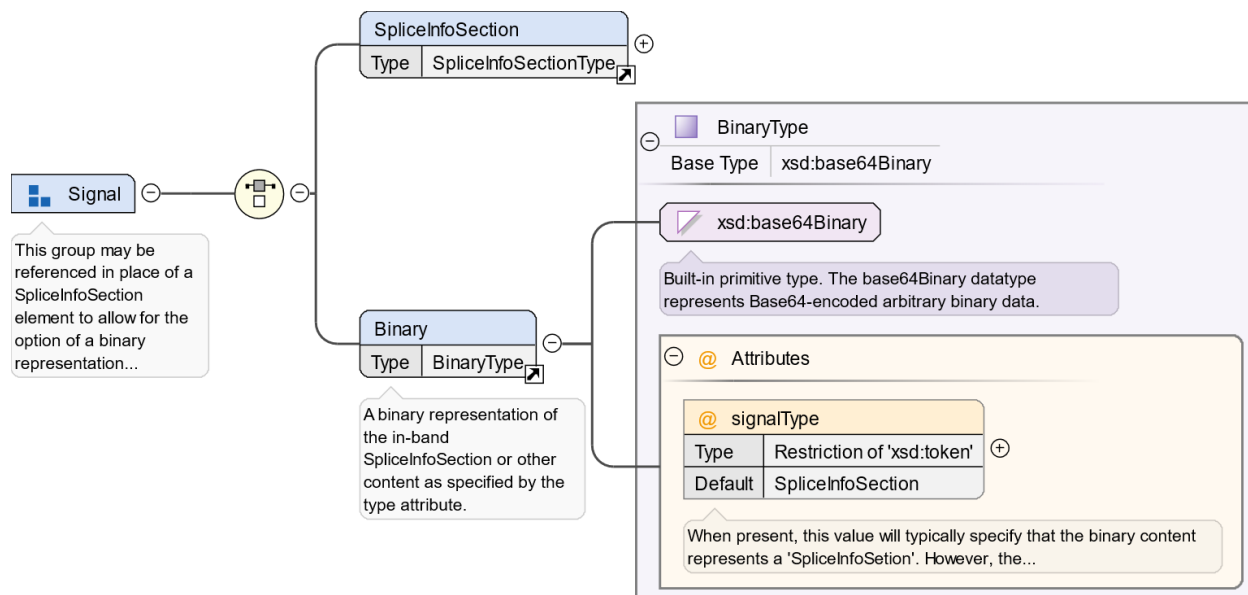 SpliceInfoSection
Type SpliceInfoSectionType
BinaryType
Base Type xsd:base64Binary
Signal
This group may be
referenced in place of a
SpliceInfoSection
element to allow for the
option of a binary
representation...
xsd:base64Binary
Built-in primitive type. The base64Binary datatype
represents Base64-encoded arbitrary binary data.
Binary
Type BinaryType
A binary representation of
the in-band
SpliceInfoSection or other
content as specified by the
type attribute.
@ Attributes
@ signalType
Type Restriction of 'xsd:token'
Default SpliceInfoSection
When present, this value will typically specify that the binary content
represents a 'SpliceInfoSetion'. However, the...